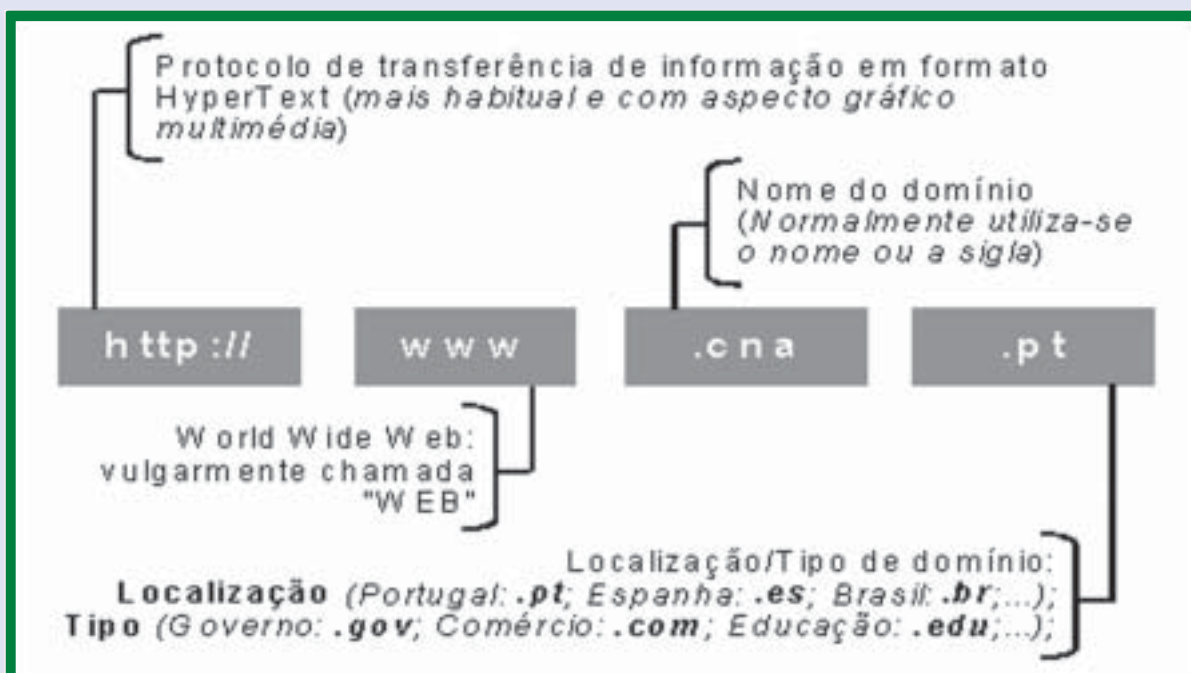 Protocolo de transferência de informação em formato
HyperText (mais habitual e com aspecto gráfico
multimédia)
Nome do domínio
(Normalmente utiliza-se
o nome ou a sigla)
http://
www
.cna
.pt
World Wide Web:
vulgarmente chamada
"WEB"
Localização/Tipo de domínio:
Localização (Portugal: .pt; Espanha: .es; Brasil: .br;...);
Tipo (Governo: .gov; Comércio: .com; Educação: .edu;...);